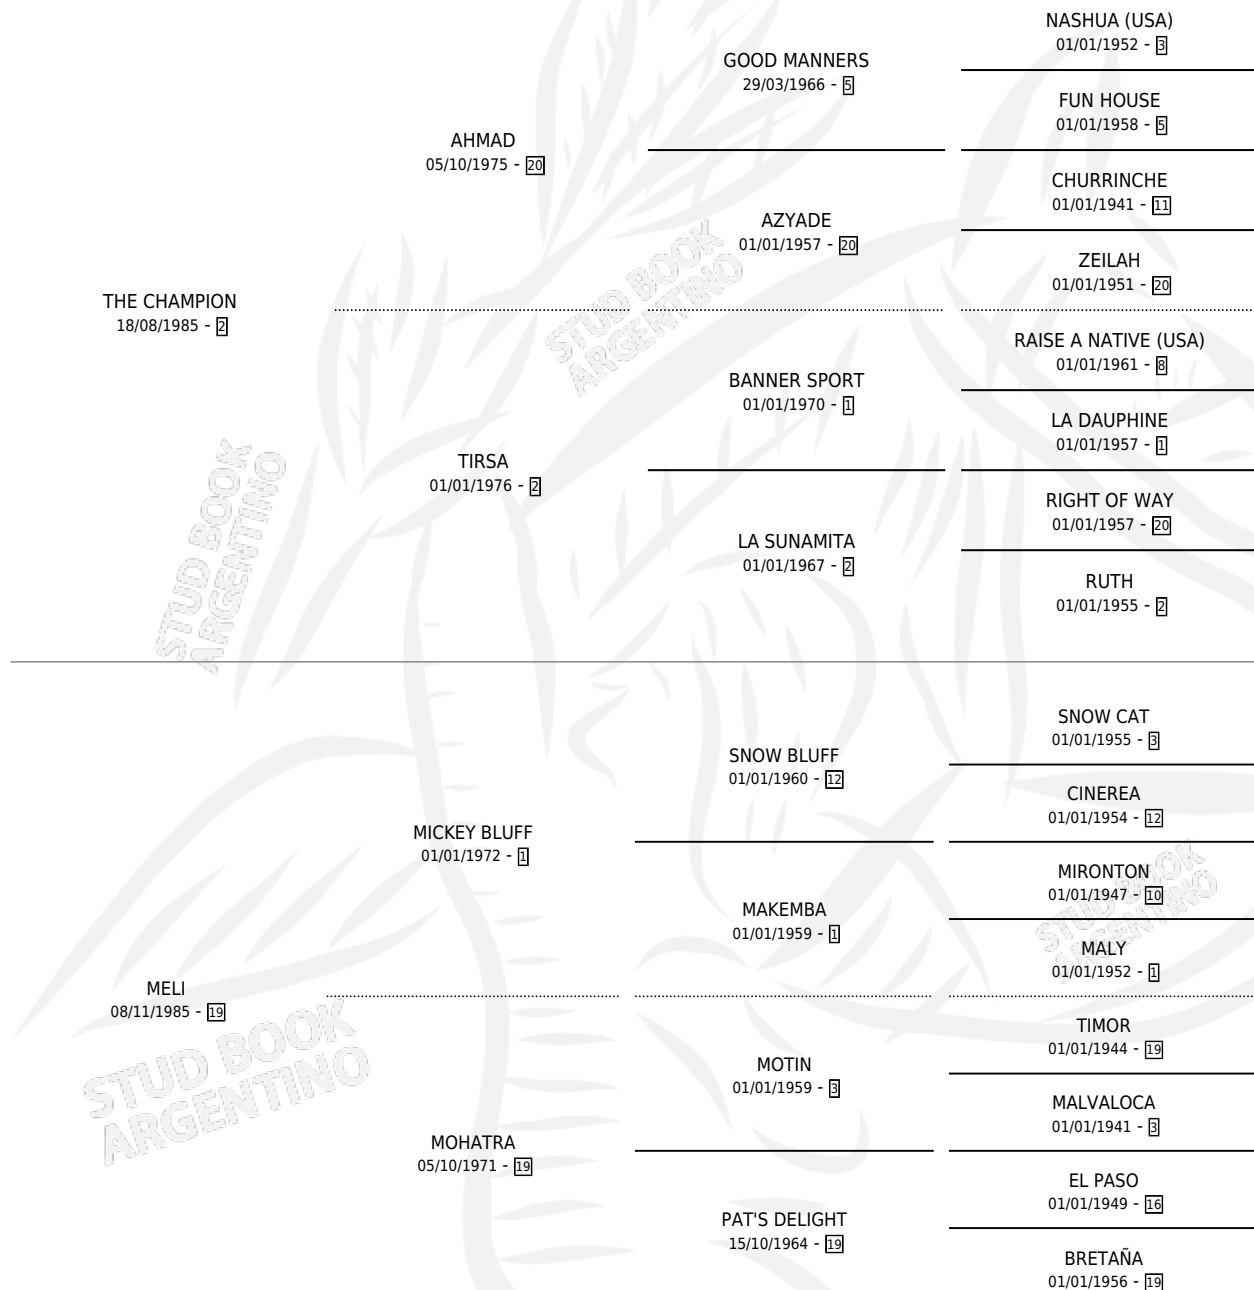 NASHUA (USA)
01/01/1952 - 3
GOOD MANNERS
29/03/1966 - 5
FUN HOUSE
01/01/1958 - 5
AHMAD
05/10/1975 - 20
CHURRINCHE
01/01/1941 - 11
AZYADE
01/01/1957 - 20
ZEILAH
01/01/1951 - 20
THE CHAMPION
18/08/1985 - 2
STUD BOOK
ARGENTINO
RAISE A NATIVE (USA)
01/01/1961 - 8
BANNER SPORT
01/01/1970 - 1
LA DAUPHINE
01/01/1957 - 1
TIRSA
01/01/1976 - 2
RIGHT OF WAY
01/01/1957 - 20
LA SUNAMITA
01/01/1967 - 2
RUTH
01/01/1955 - 2
STUD BOOK
ARGENTINO
SNOW CAT
01/01/1955 - 3
SNOW BLUFF
01/01/1960 - 12
CINEREA
01/01/1954 - 12
MICKEY BLUFF
01/01/1972 - 1
MIRONTON
01/01/1947 - 10
MAKEMBA
01/01/1959 - 1
STUD BOOK
ARGENTINO
MALY
01/01/1952 - 1
MELI
08/11/1985 - 19
STUD BOOK
ARGENTINO
TIMOR
01/01/1944 - 19
MOTIN
01/01/1959 - 3
MALVALOCA
01/01/1941 - 3
MOHATRA
05/10/1971 - 19
EL PASO
01/01/1949 - 16
PAT'S DELIGHT
15/10/1964 - 19
BRETAÑA
01/01/1956 - 19